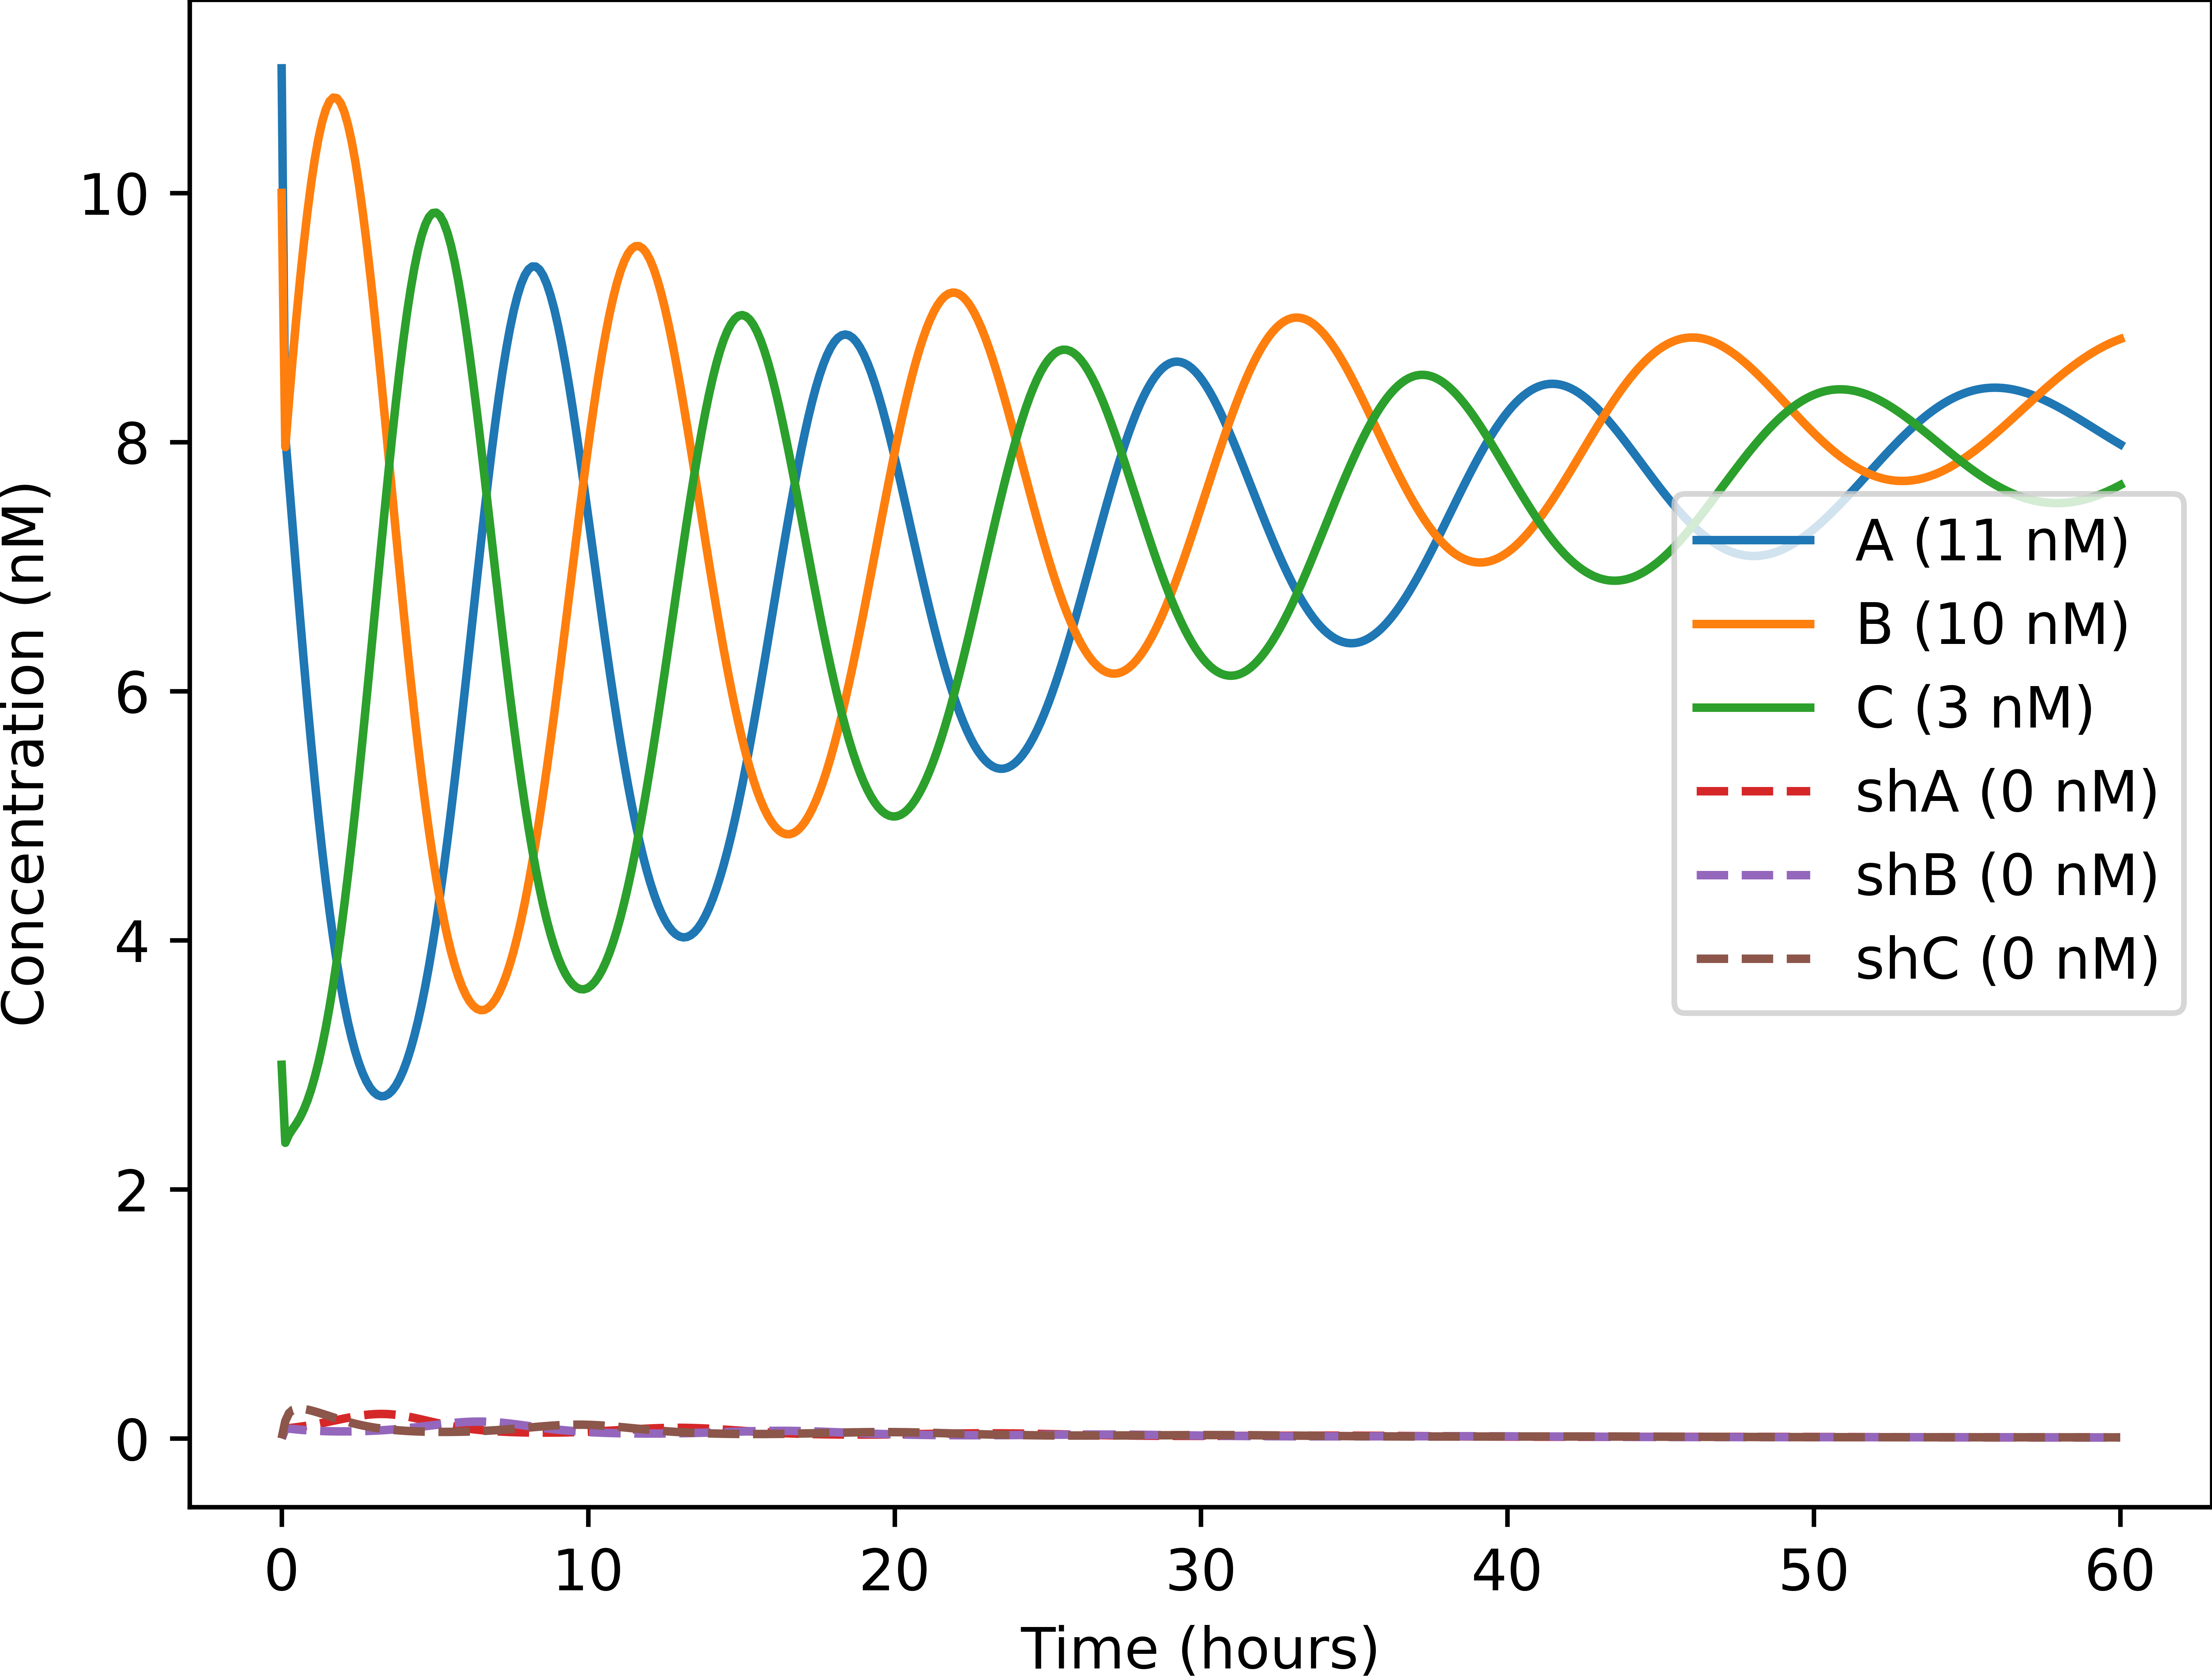 Concentration (nM)
10
8
6
4
2
0
A (11 nM)
B (10 nM)
C (3 nM)
shA (0 nM)
shB (0 nM)
shC (0 nM)
0 10 20 30 40 50 60
Time (hours)